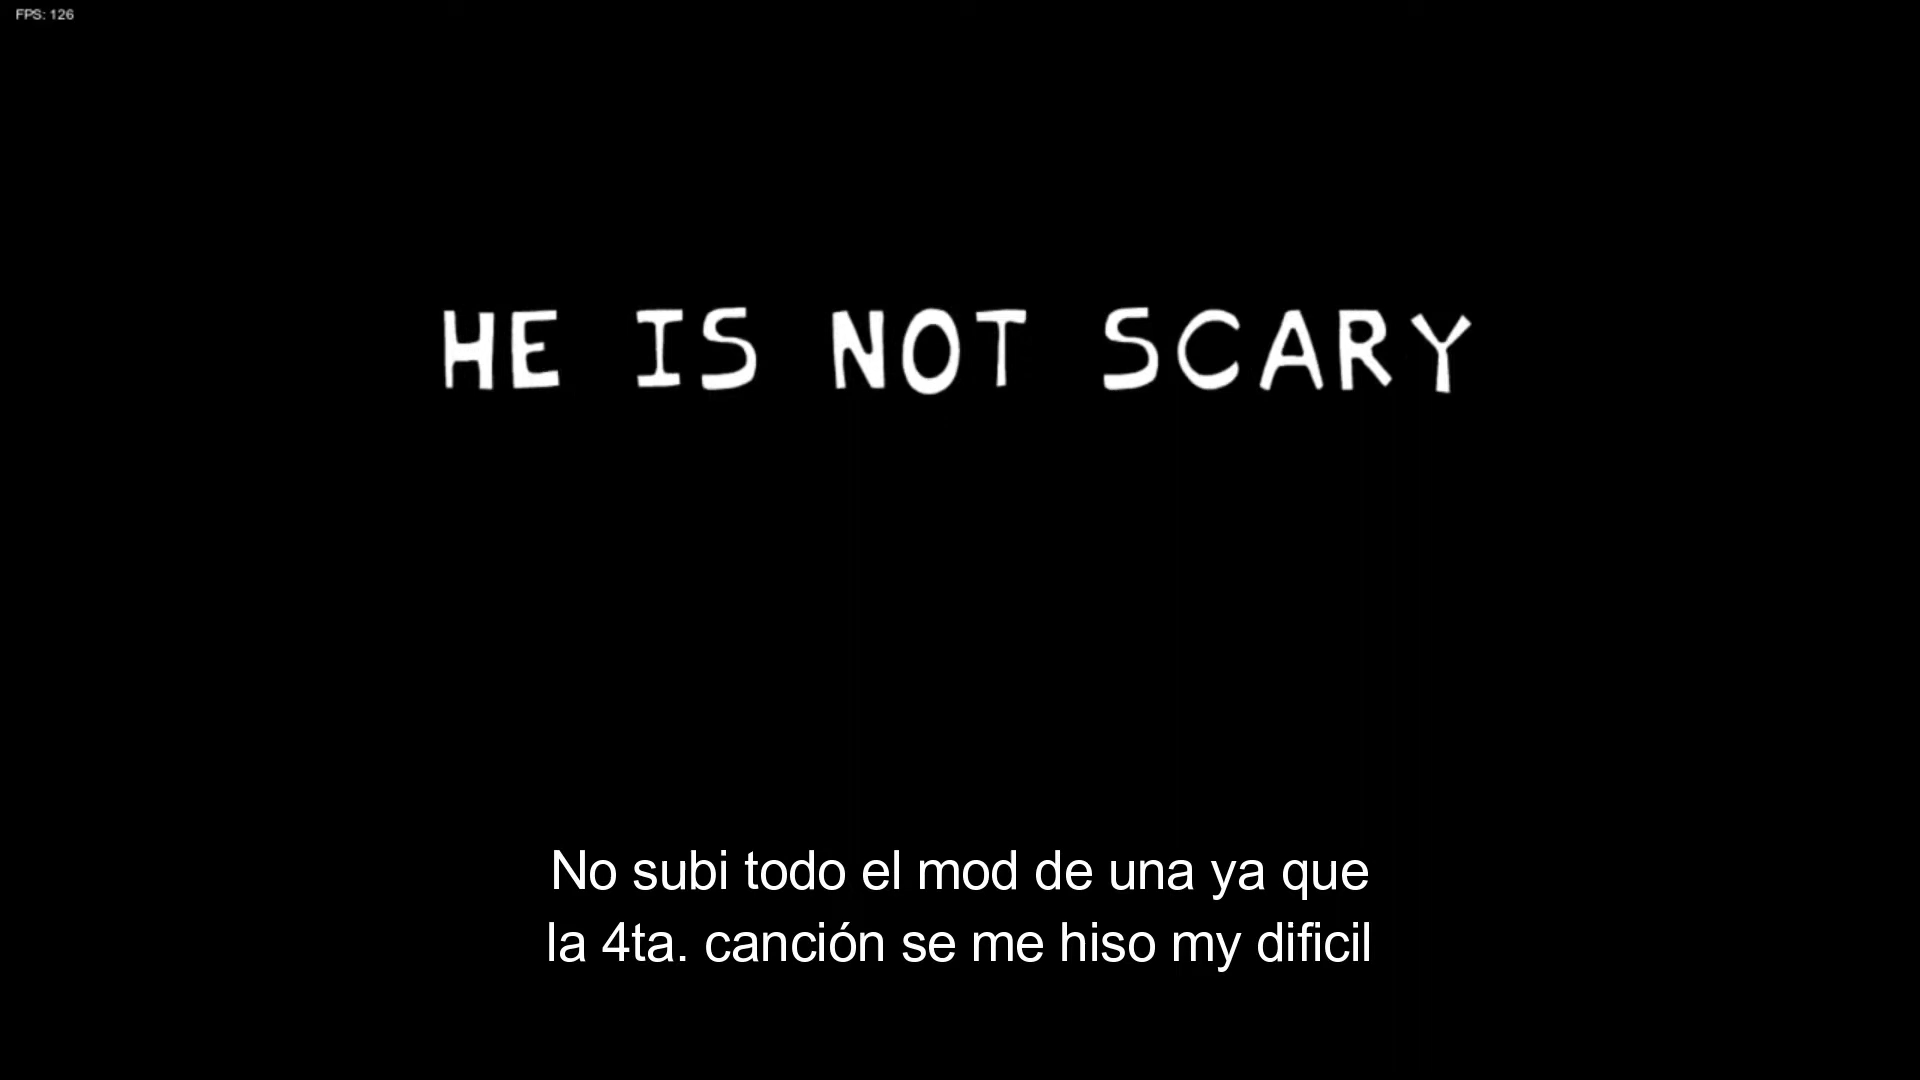 FPS: 126
HE IS NOT SCARY
No subi todo el mod de una ya que
la 4ta. canción se me hiso my dificil